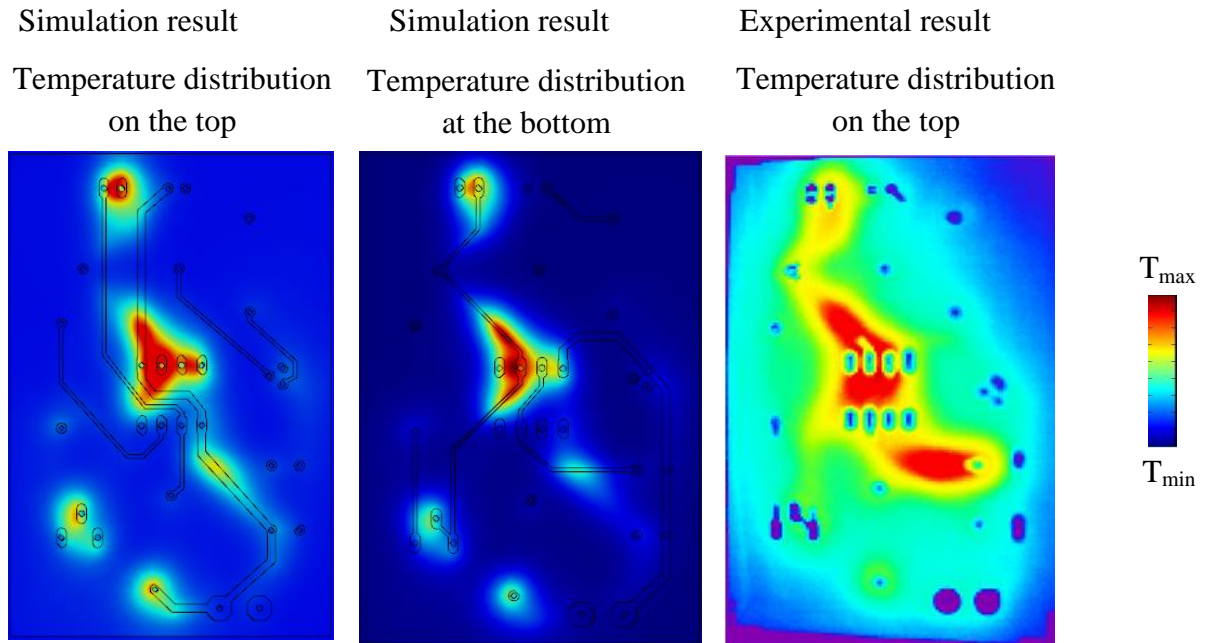 Simulation result
Temperature distribution
on the top
Simulation result
Temperature distribution
at the bottom
Experimental result
Temperature distribution
on the top
Tmax
Tmin